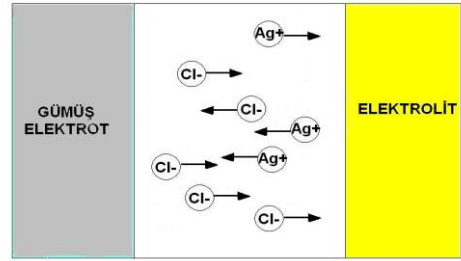 Ag+
Cl-
Cl-
GÜMÜŞ
ELEKTROT
ELEKTROLİT
Ag+
Ag+
Cl-
Cl-
Cl-